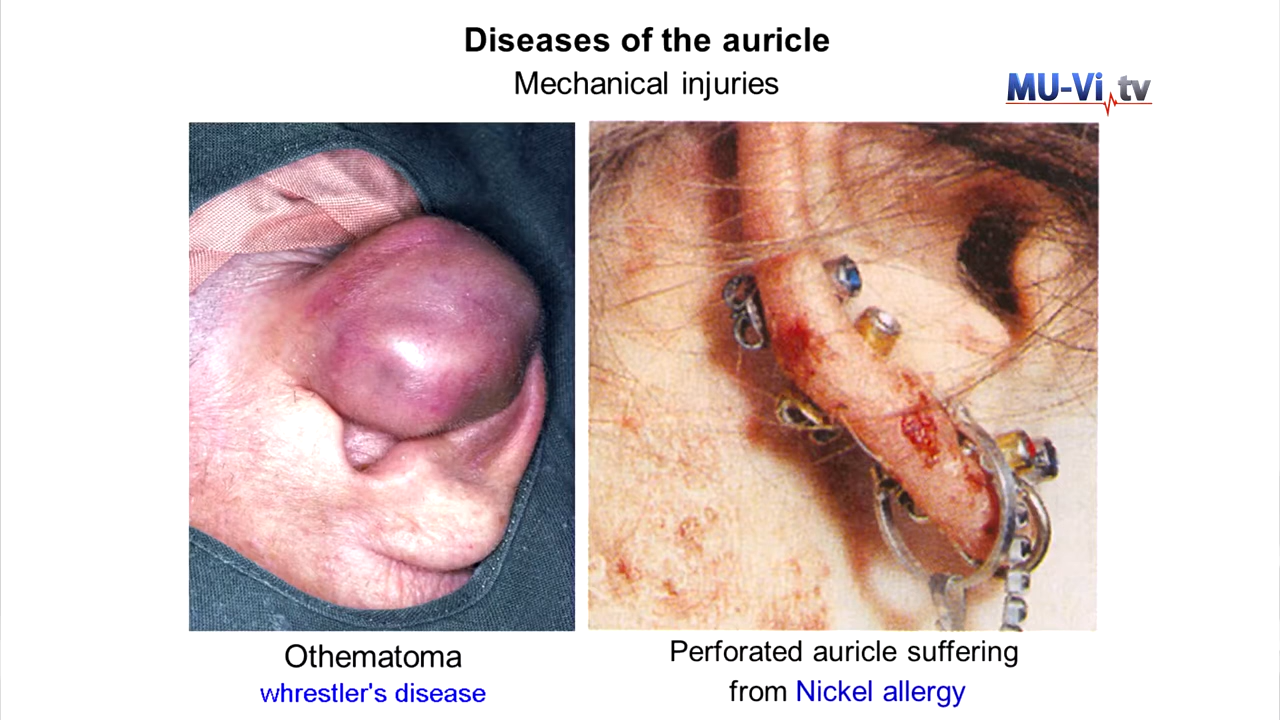 Diseases of the auricle
Mechanical injuries
MU-Vi tv
Othematoma
whrestler's disease
Perforated auricle suffering
from Nickel allergy